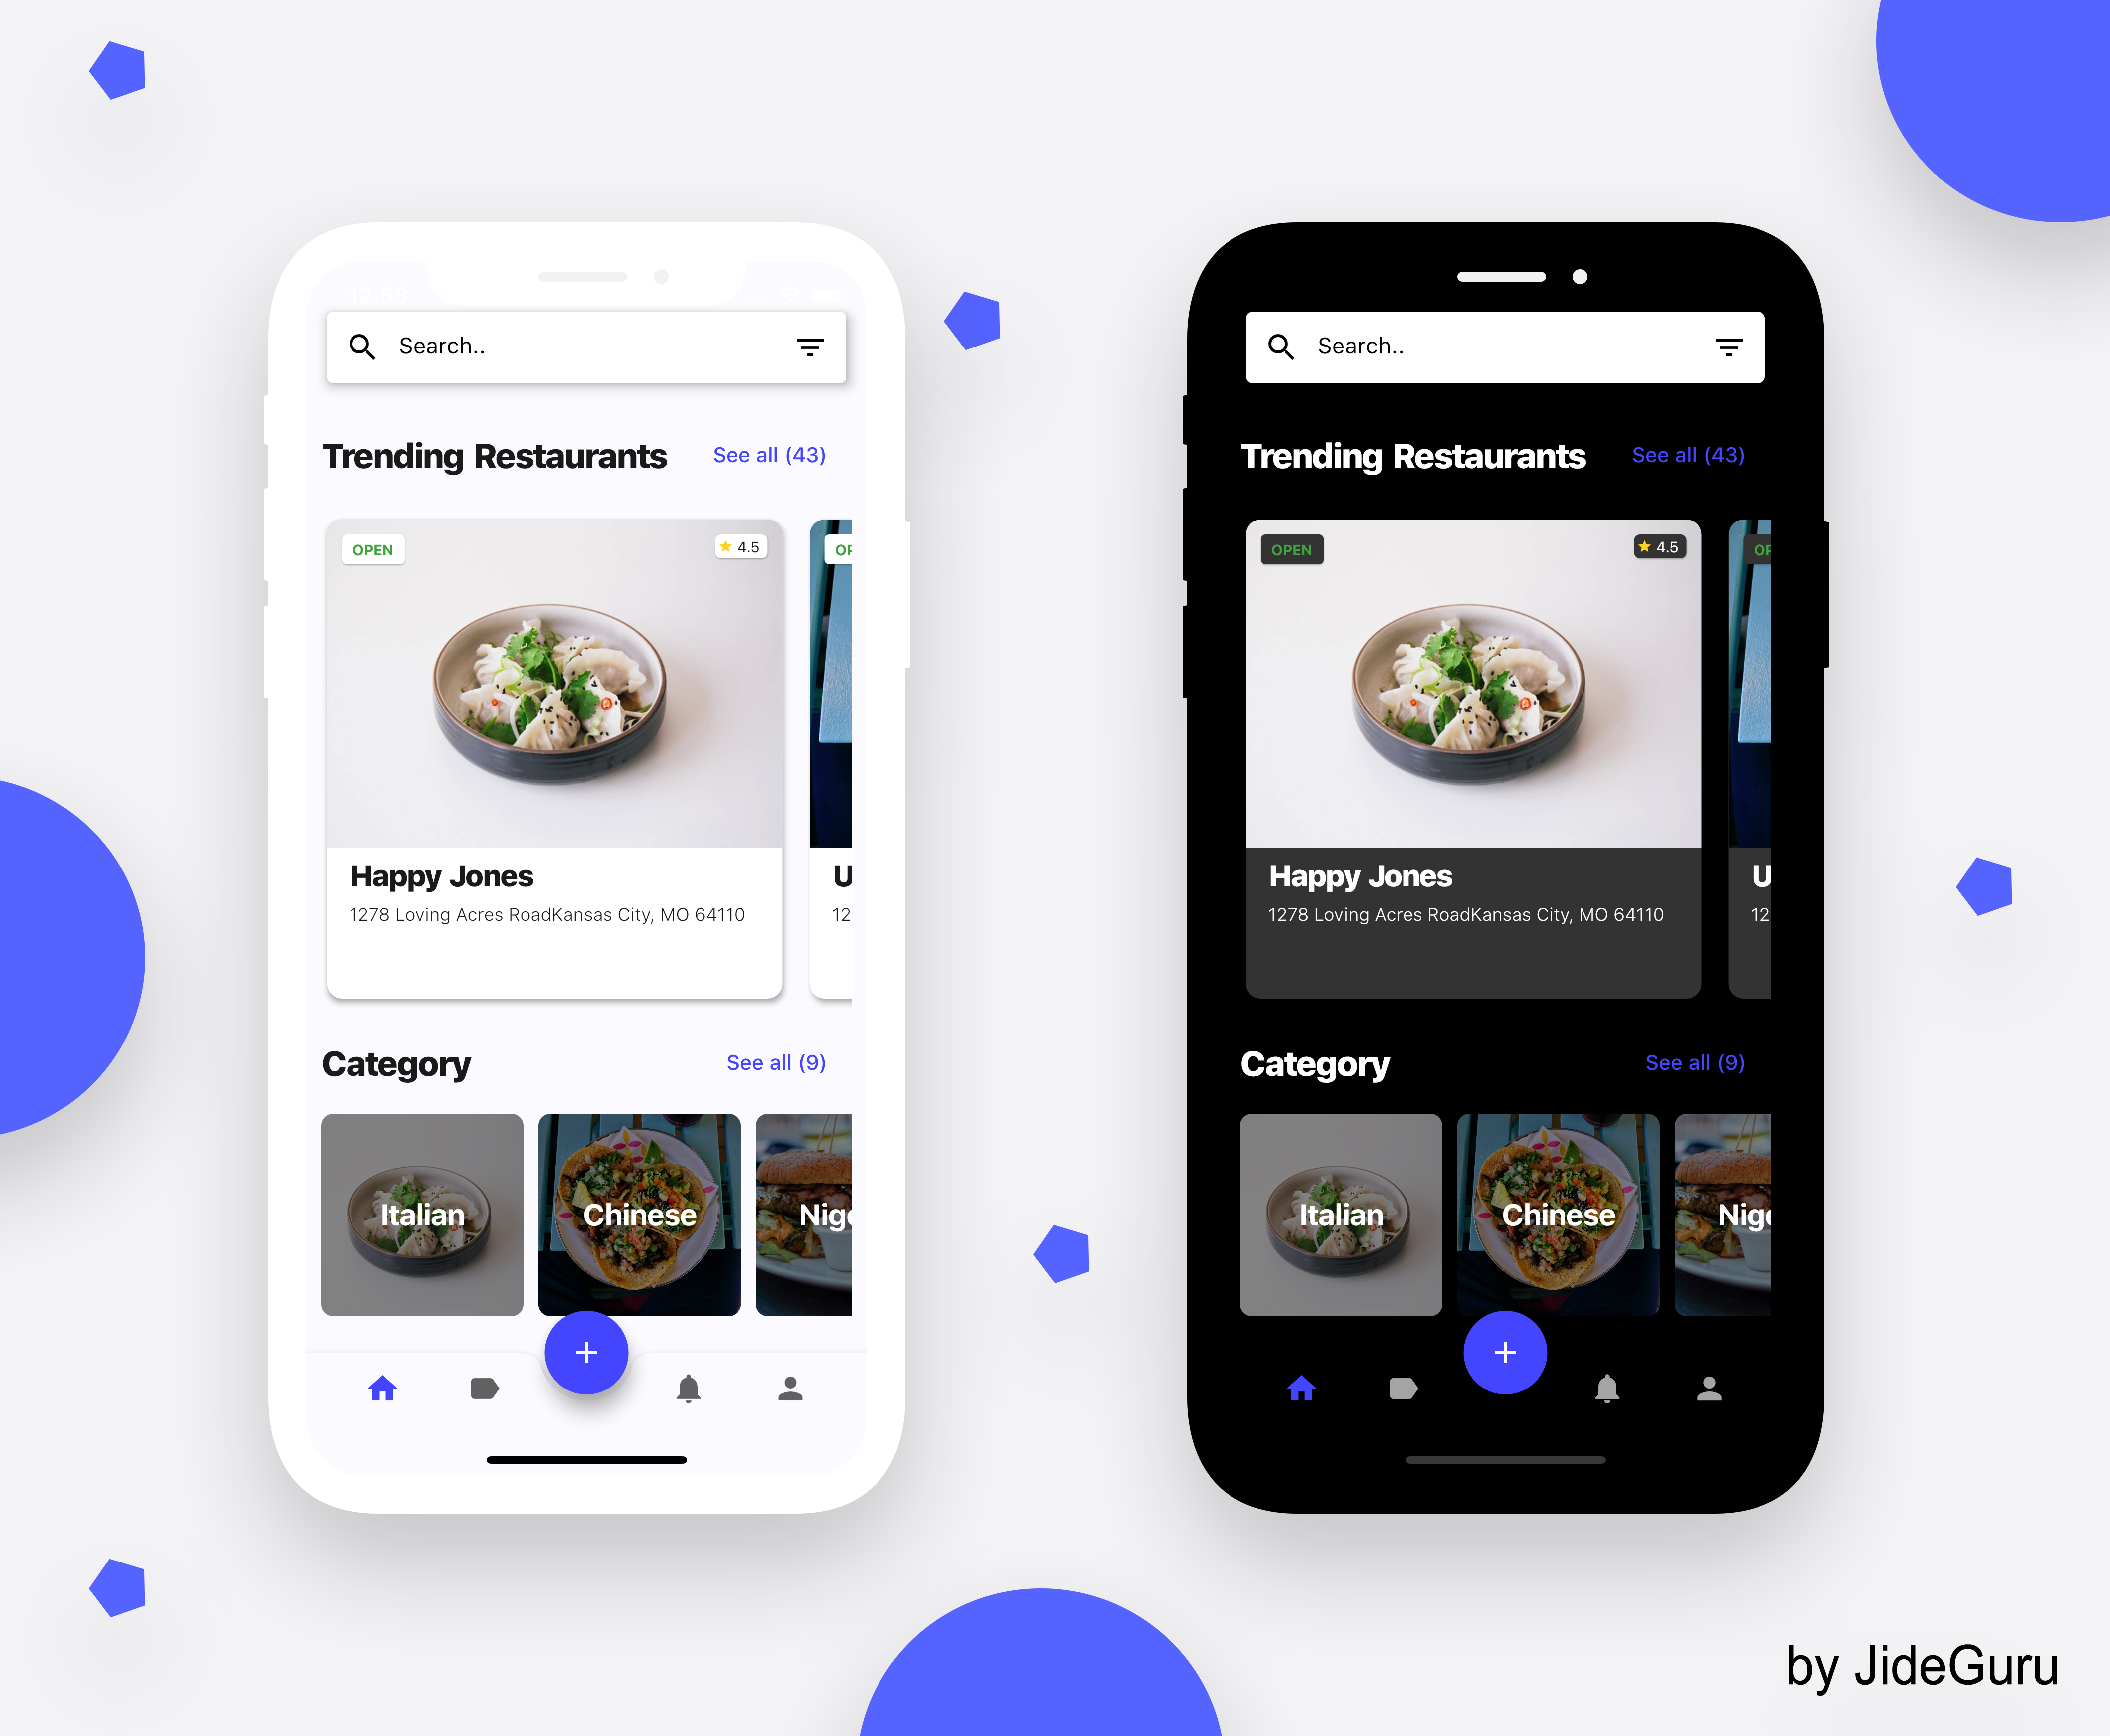 12:53
Search..
Trending Restaurants See all (43)
OPEN 4.5 OP
Happy Jones U
1278 Loving Acres RoadKansas City, MO 64110 12
Category See all (9)
Italian Chinese Nige
Search..
Trending Restaurants See all (43)
OPEN 4.5 OP
Happy Jones U
1278 Loving Acres RoadKansas City, MO 64110 12
Category See all (9)
Italian Chinese Nige
by JideGuru